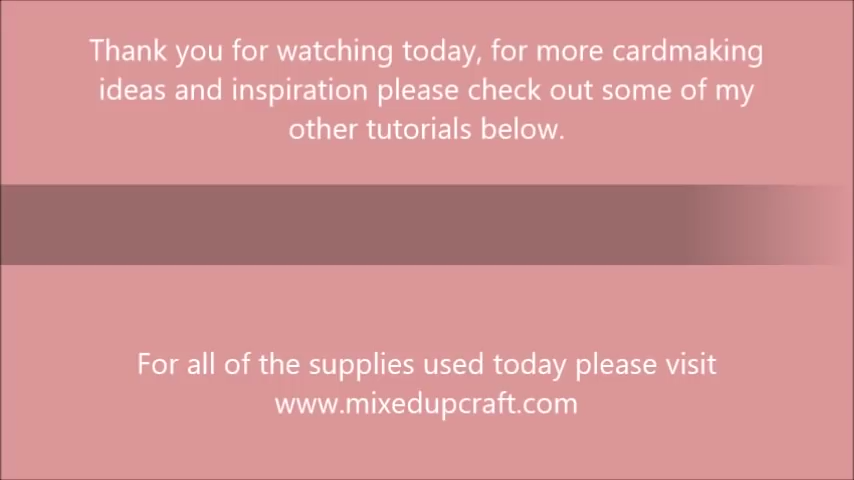 Thank you for watching today, for more cardmaking
ideas and inspiration please check out some of my
other tutorials below.
For all of the supplies used today please visit
www.mixedupcraft.com